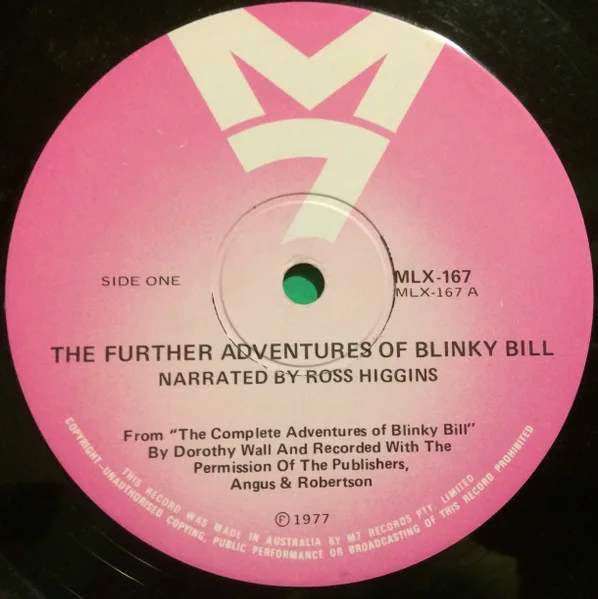 M
7
SIDE ONE
MLX-167
MLX-167 A
THE FURTHER ADVENTURES OF BLINKY BILL
NARRATED BY ROSS HIGGINS
From "The Complete Adventures of Blinky Bill"
By Dorothy Wall And Recorded With The
Permission Of The Publishers,
Angus & Robertson
Ⓟ 1977
THIS RECORD WAS MADE IN AUSTRALIA BY M7 RECORDS PTY. LIMITED
COPYRIGHT—UNAUTHORISED COPYING, PUBLIC PERFORMANCE OR BROADCASTING OF THIS RECORD PROHIBITED